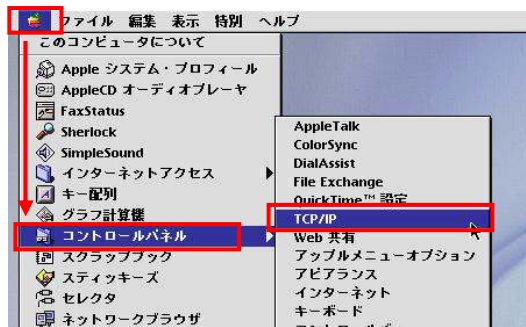 ファイル 編集 表示 特別 ヘルプ
このコンピュータについて
Apple システム・プロフィール
AppleCD オーディオプレーヤ
FaxStatus
Sherlock
SimpleSound
インターネットアクセス
キー配列
グラフ計算機
コントロールパネル
スクラップブック
スティッキーズ
セレクタ
ネットワークブラウザ
AppleTalk
ColorSync
DialAssist
File Exchange
QuickTime™ 設定
TCP/IP
Web 共有
アップルメニューオプション
アピアランス
インターネット
キーボード